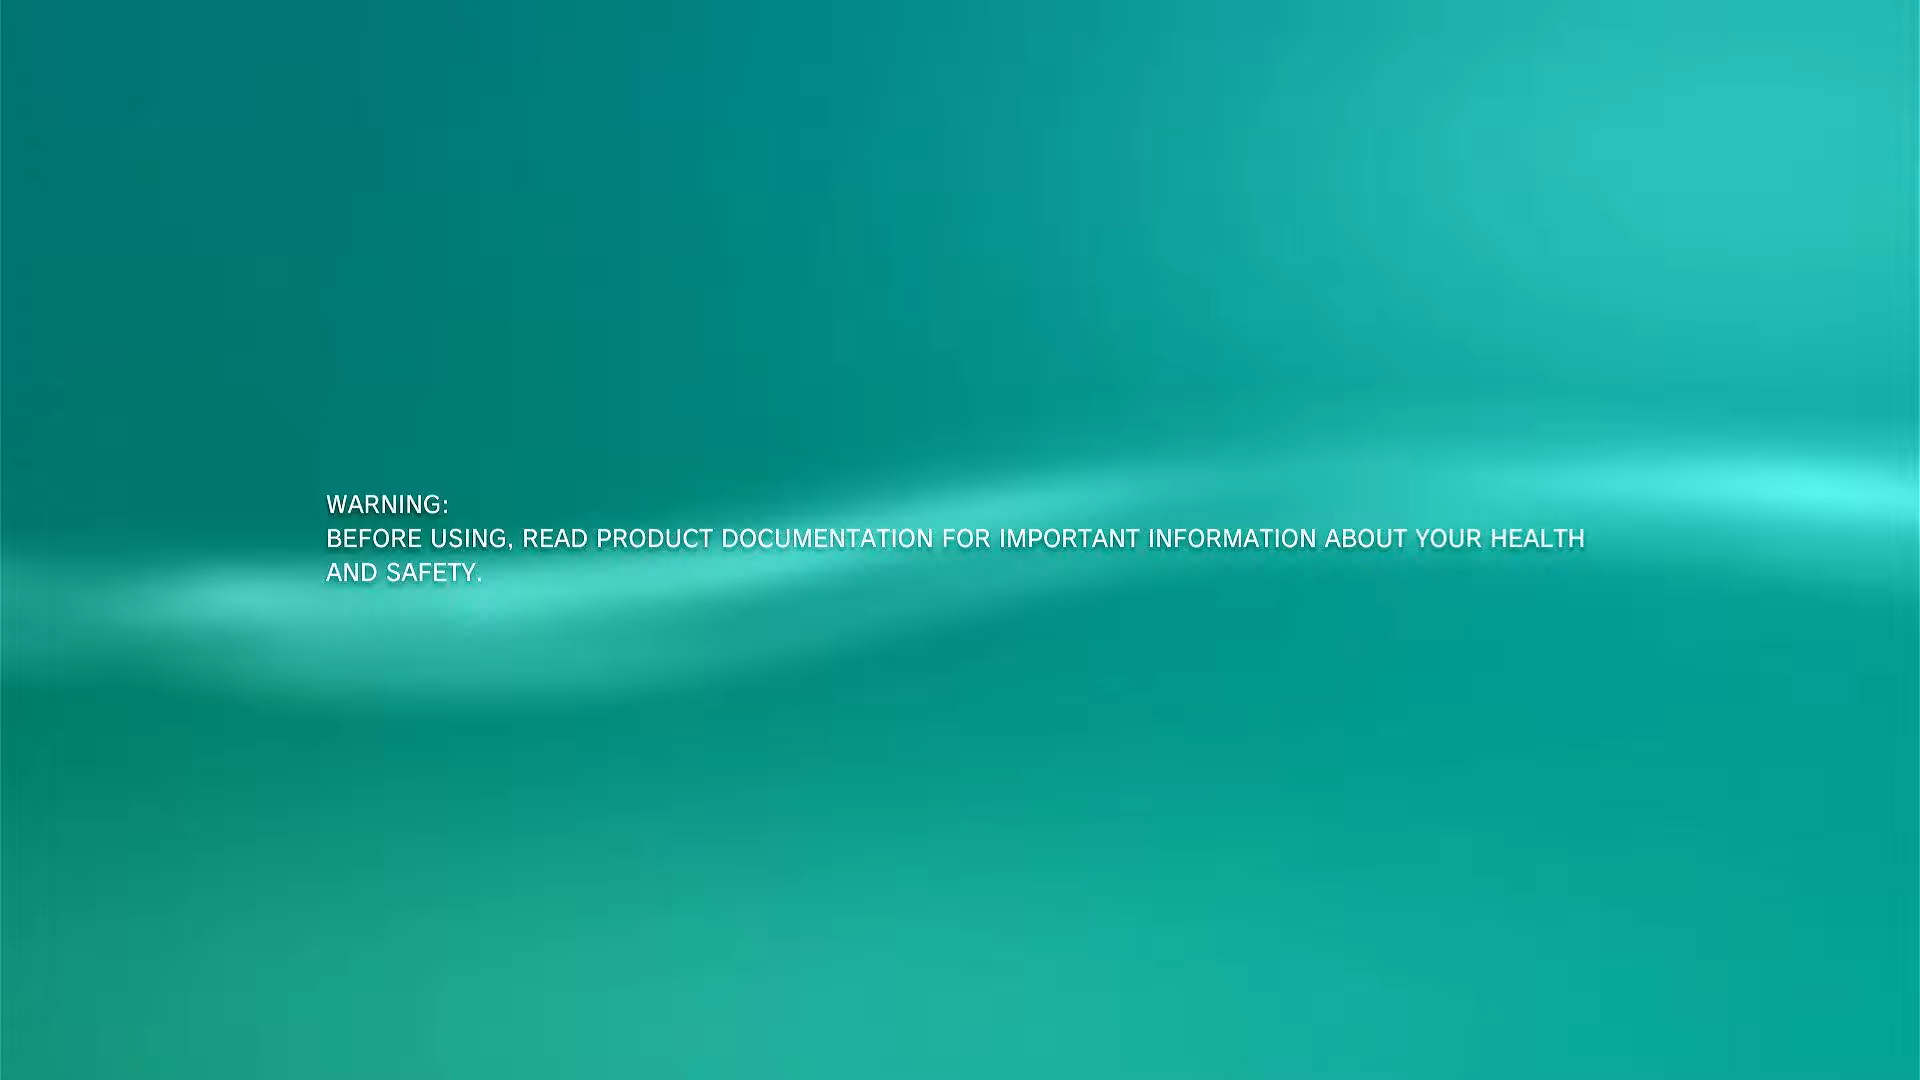 WARNING:
BEFORE USING, READ PRODUCT DOCUMENTATION FOR IMPORTANT INFORMATION ABOUT YOUR HEALTH
AND SAFETY.